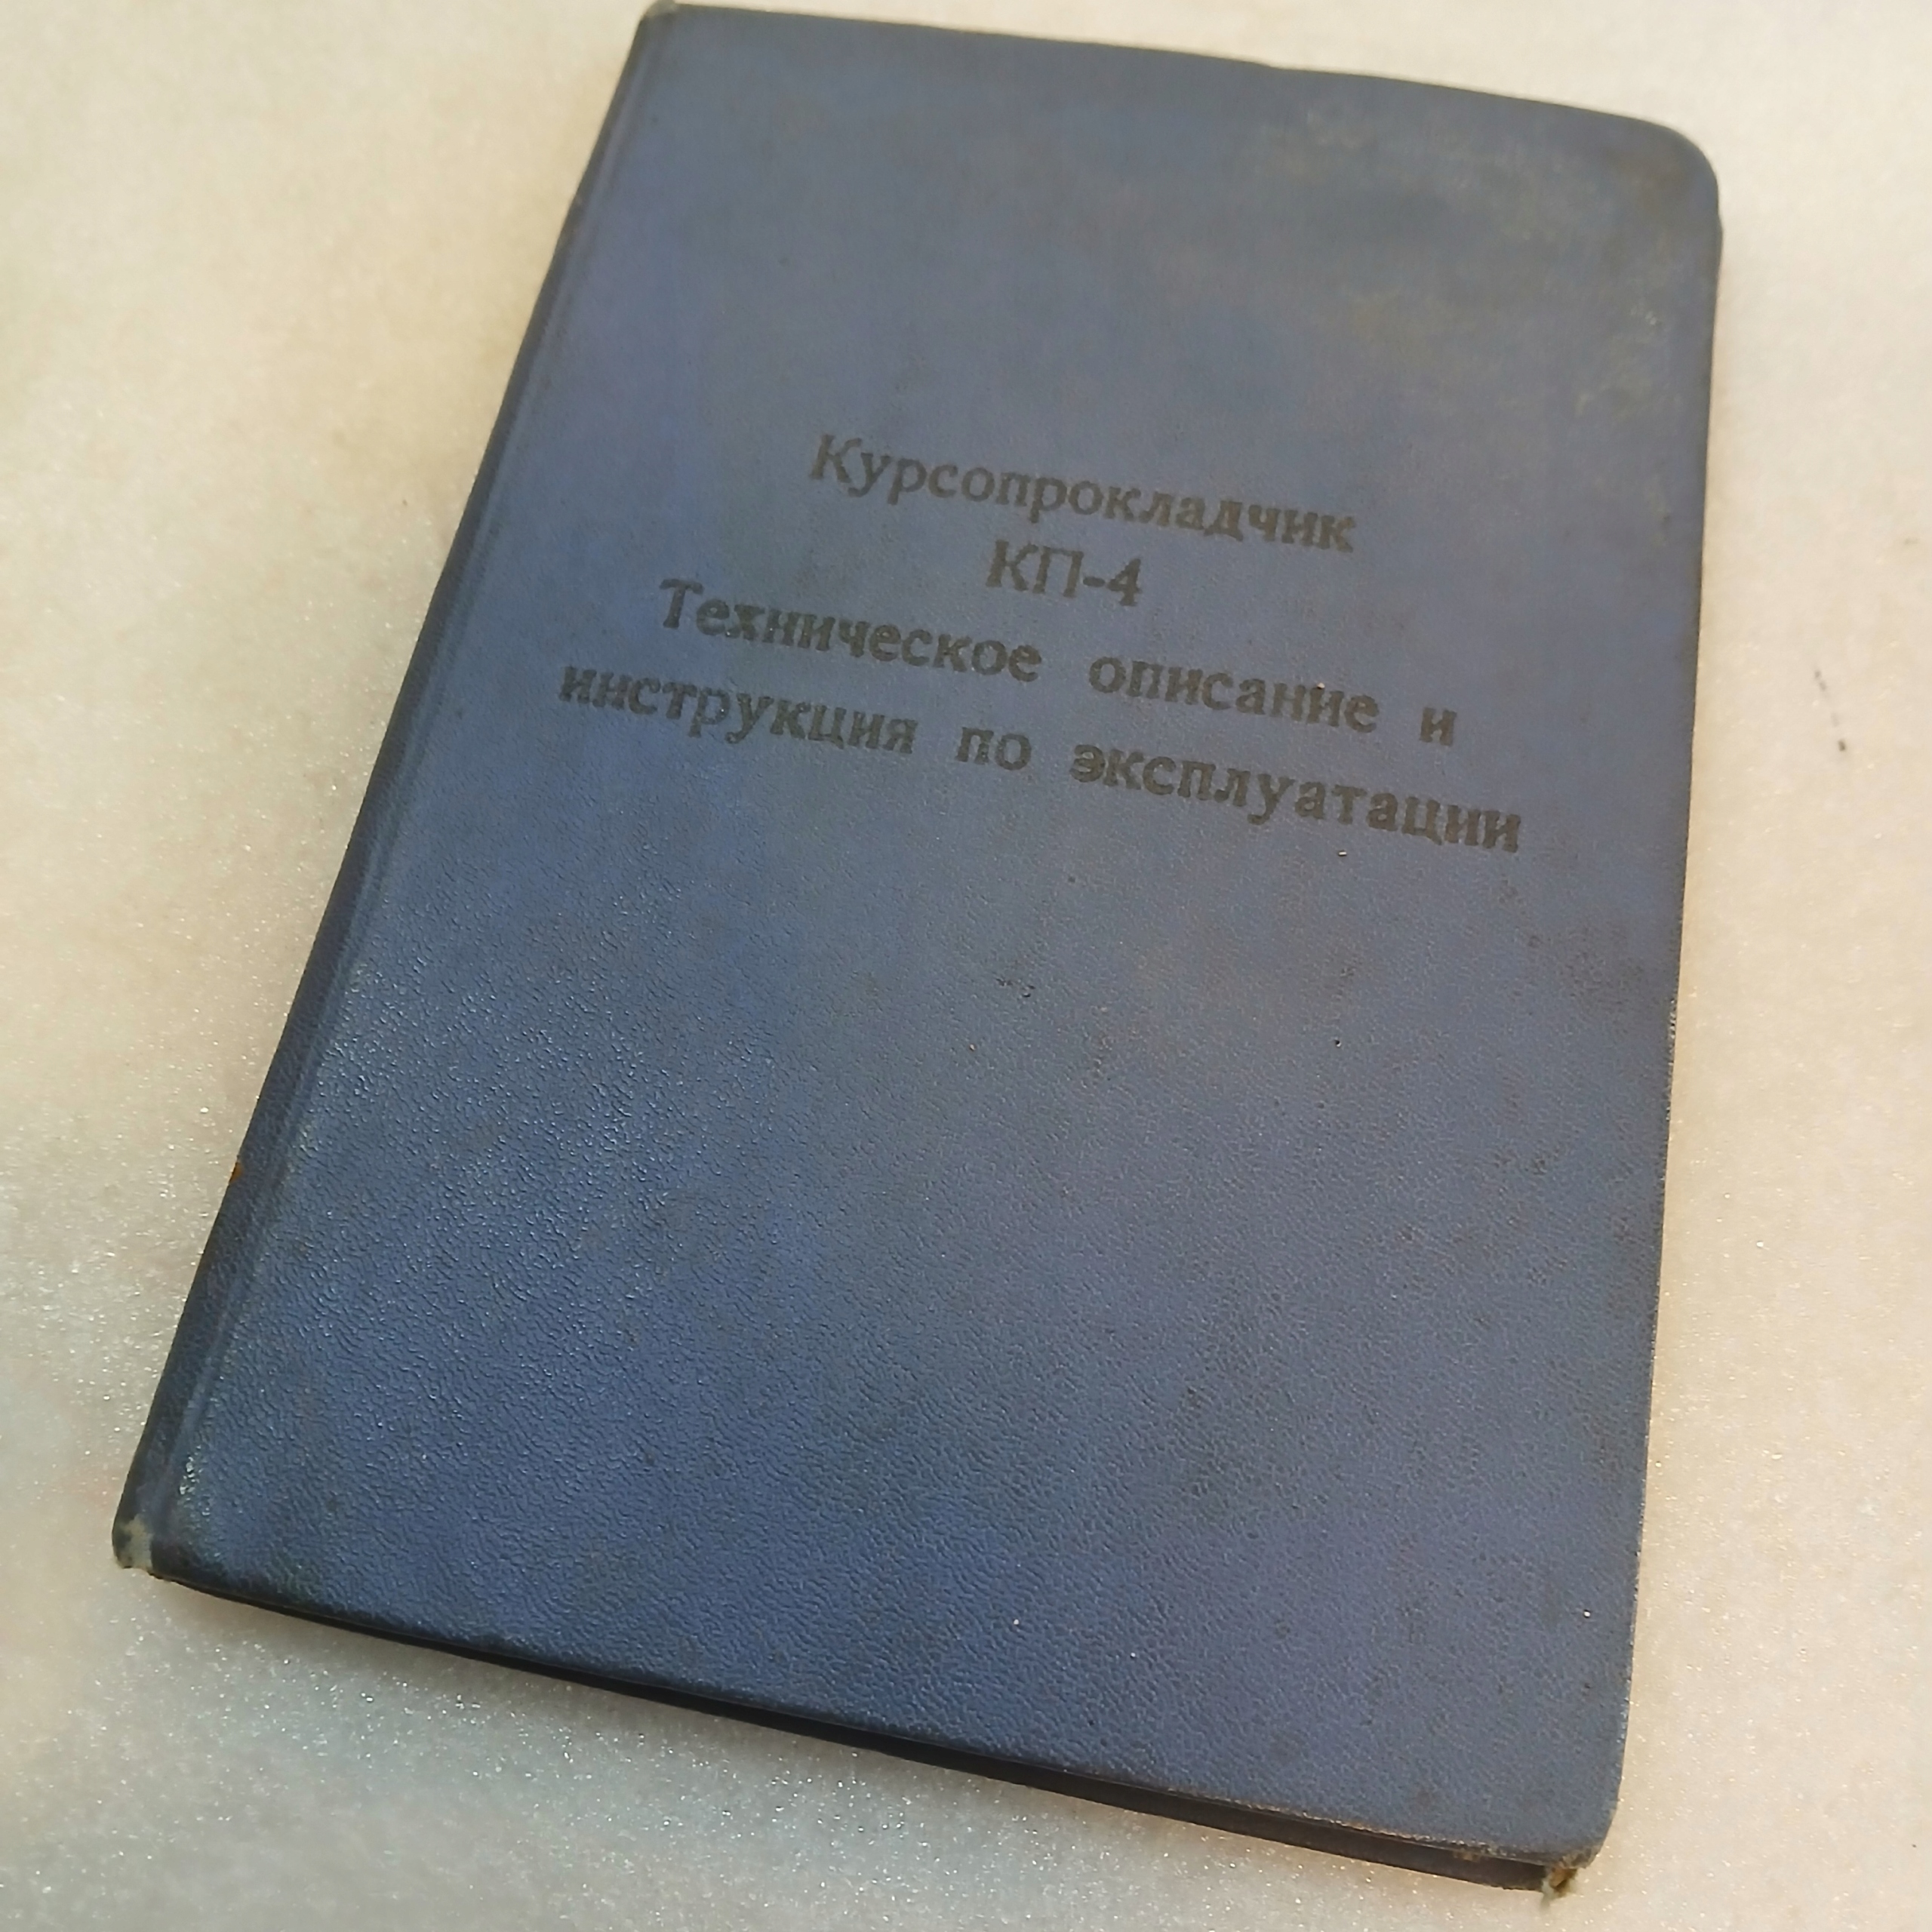 Курсопрокладчик
КП-4
Техническое описание и
инструкция по эксплуатации